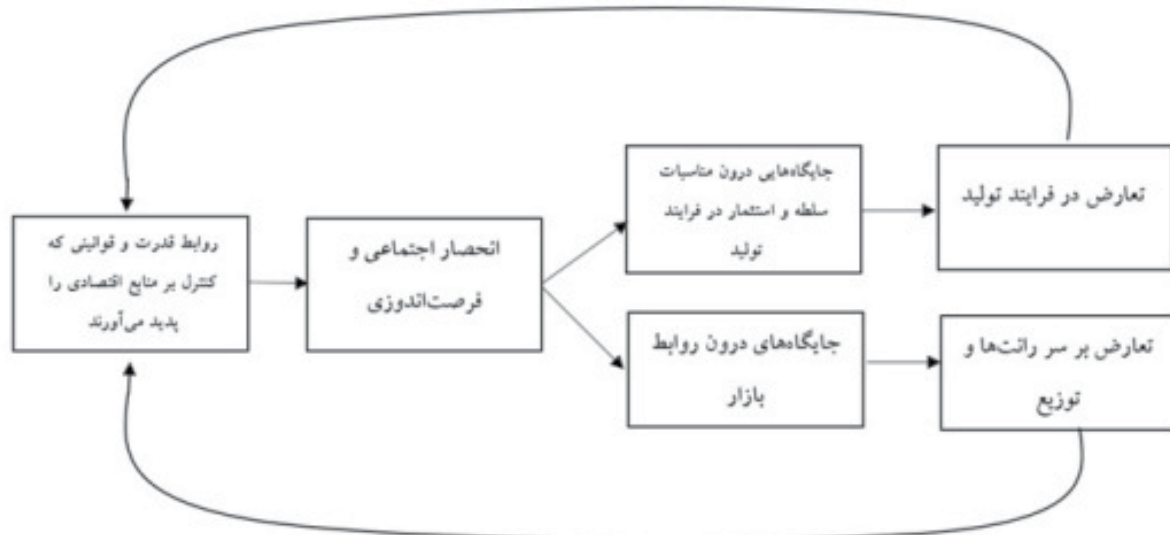 روابط قدرت و قوانینی که
کنترل بر منابع اقتصادی را
پدید می‌آورند
انحصار اجتماعی و
فرصت‌اندوزی
جایگاه‌هایی درون مناسبات
سلطه و استثمار در فرایند
تولید
تعارض در فرایند تولید
جایگاه‌های درون روابط
بازار
تعارض بر سر رانت‌ها و
توزیع